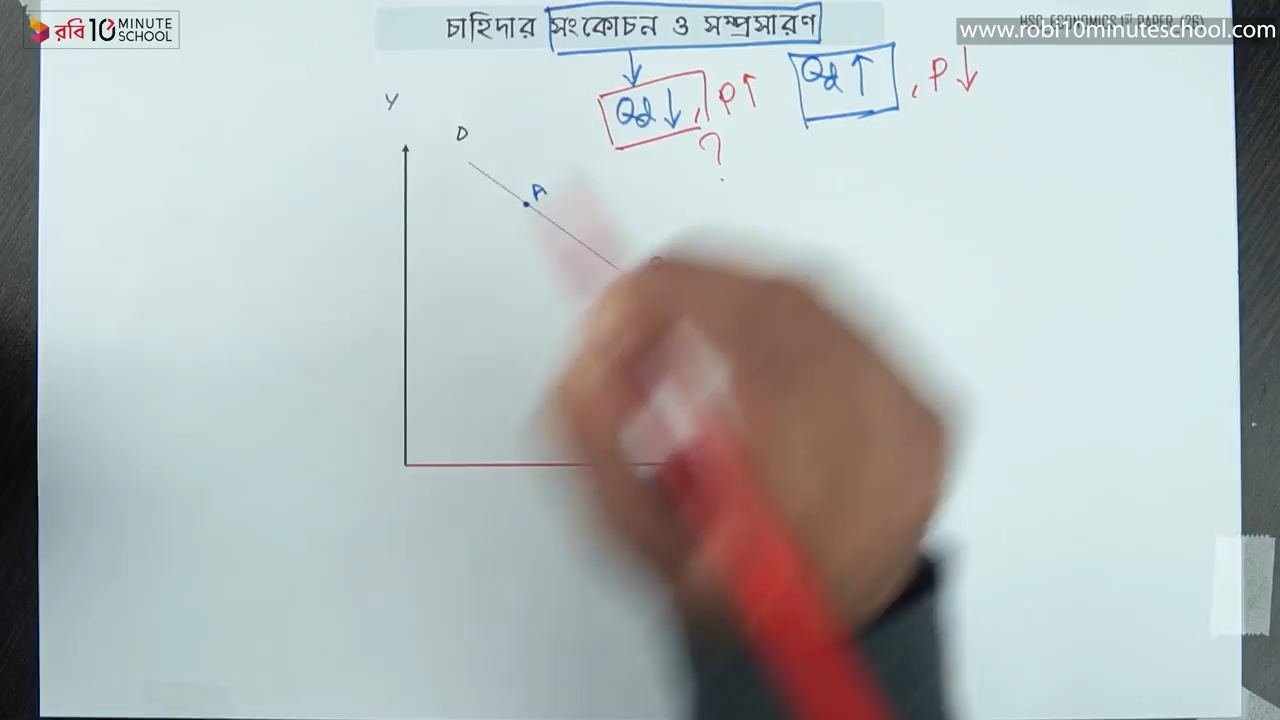 রবি 10 MINUTE SCHOOL
চাহিদার সংকোচন ও সম্প্রসারণ
HSC ECONOMICS 1ST PAPER (26)
www.robi10minuteschool.com
Qd ↓, P↑
?
Qd ↑, P↓
Y
D
A